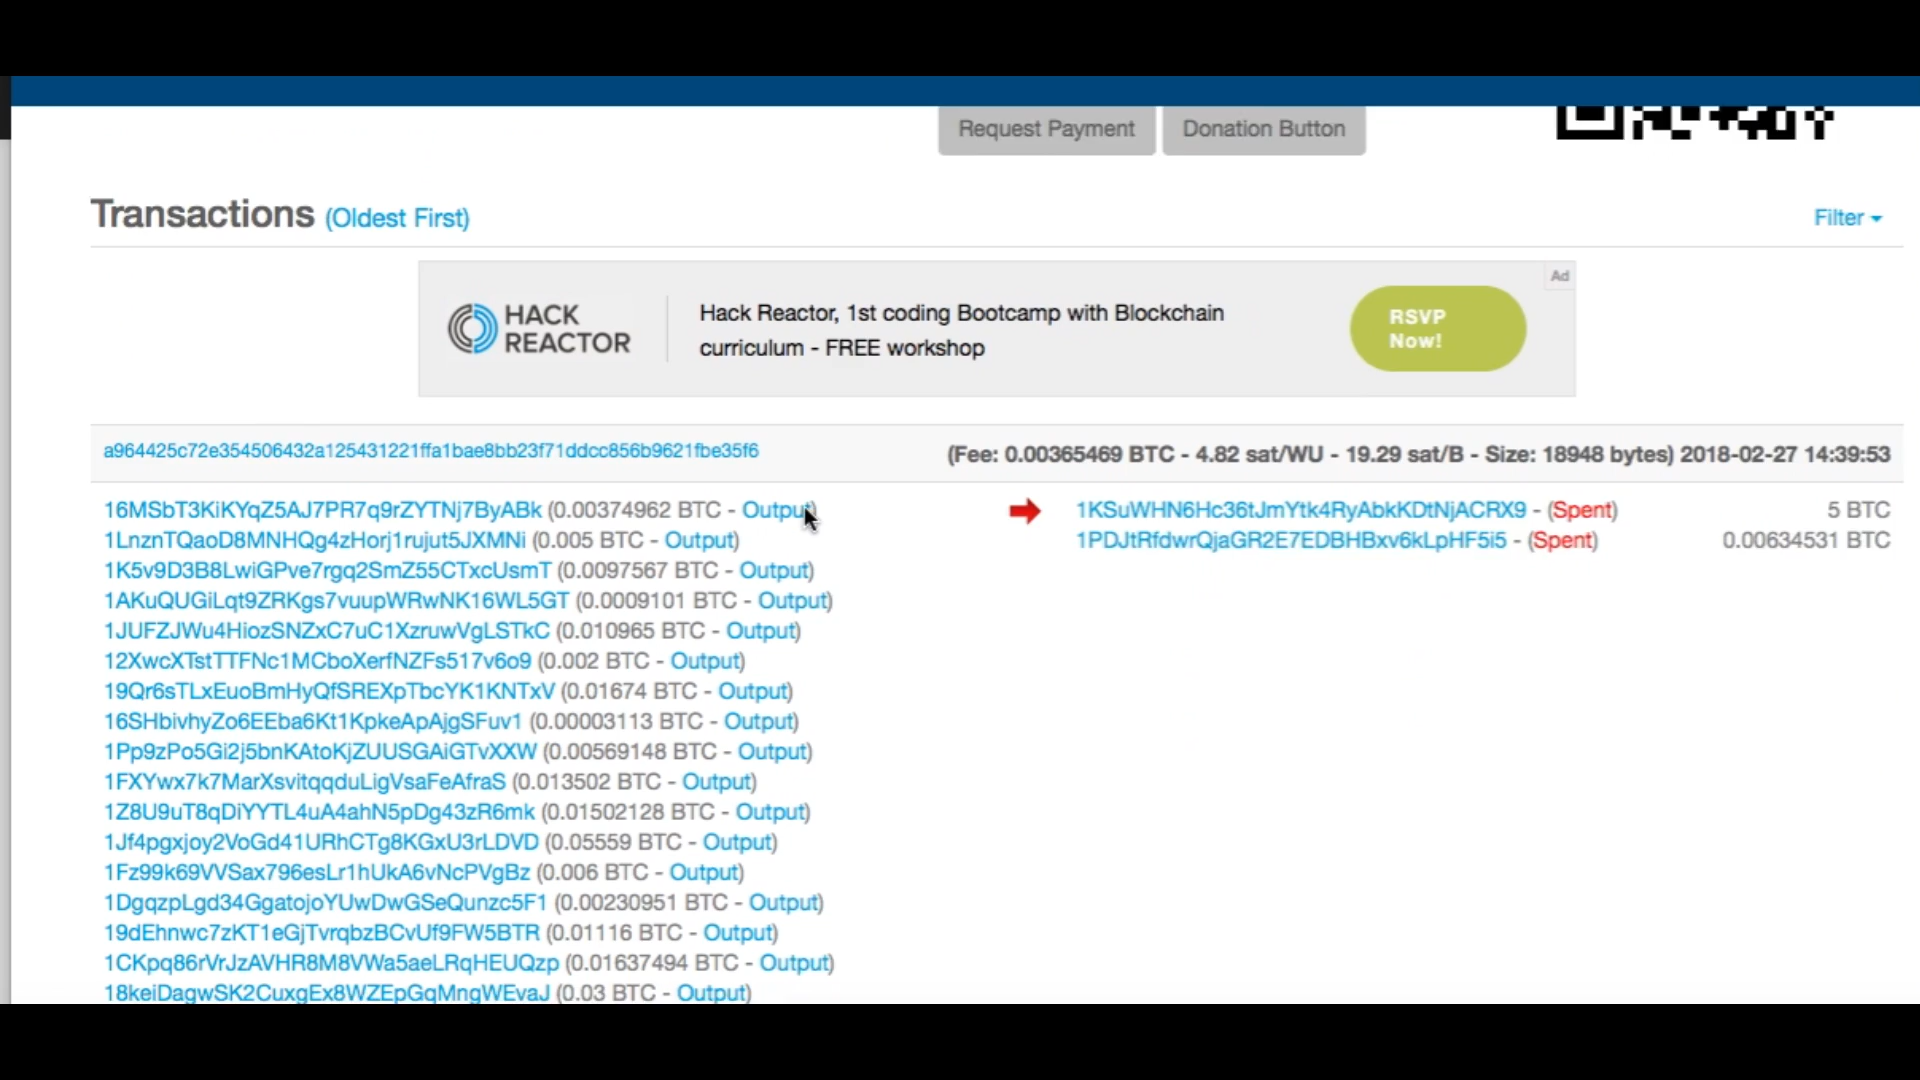 Request Payment
Donation Button
Transactions (Oldest First)
Filter
Ad
HACK
REACTOR
Hack Reactor, 1st coding Bootcamp with Blockchain
curriculum - FREE workshop
RSVP
Now!
a964425c72e354506432a125431221ffa1bae8bb23f71ddcc856b9621fbe35f6
(Fee: 0.00365469 BTC - 4.82 sat/WU - 19.29 sat/B - Size: 18948 bytes) 2018-02-27 14:39:53
16MSbT3KiKYqZ5AJ7PR7q9rZYTNj7ByABk (0.00374962 BTC - Output)
1LnznTQaoD8MNHQg4zHorj1rujut5JXMNi (0.005 BTC - Output)
1K5v9D3B8LwiGPve7rgq2SmZ55CTxcUsmT (0.0097567 BTC - Output)
1AKuQUGiLqt9ZRKgs7vuupWRwNK16WL5GT (0.0009101 BTC - Output)
1JUFZJWu4HiozSNZxC7uC1XzruwVgLSTkC (0.010965 BTC - Output)
12XwcXTstTTFNc1MCboXerfNZFs517v6o9 (0.002 BTC - Output)
19Qr6sTLxEuoBmHyQfSREXpTbcYK1KNTxV (0.01674 BTC - Output)
16SHbivhyZo6EEba6Kt1KpkeApAjgSFuv1 (0.00003113 BTC - Output)
1Pp9zPo5Gi2j5bnKAtoKjZUUSGAiGTvXXW (0.00569148 BTC - Output)
1FXYwx7k7MarXsvitqqduLigVsaFeAfraS (0.013502 BTC - Output)
1Z8U9uT8qDiYYTL4uA4ahN5pDg43zR6mk (0.01502128 BTC - Output)
1Jf4pgxjoy2VoGd41URhCTg8KGxU3rLDVD (0.05559 BTC - Output)
1Fz99k69VVSax796esLr1hUkA6vNcPVgBz (0.006 BTC - Output)
1DgqzpLgd34GgatojoYUwDwGSeQunzc5F1 (0.00230951 BTC - Output)
19dEhnwc7zKT1eGjTvrqbzBCvUf9FW5BTR (0.01116 BTC - Output)
1CKpq86rVrJzAVHR8M8VWa5aeLRqHEUQzp (0.01637494 BTC - Output)
18keiDagwSK2CuxgEx8WZEpGqMngWEvaJ (0.03 BTC - Output)
1KSuWHN6Hc36tJmYtk4RyAbkKDtNjACRX9 - (Spent) 5 BTC
1PDJtRfdwrQjaGR2E7EDBHBxv6kLpHF5i5 - (Spent) 0.00634531 BTC